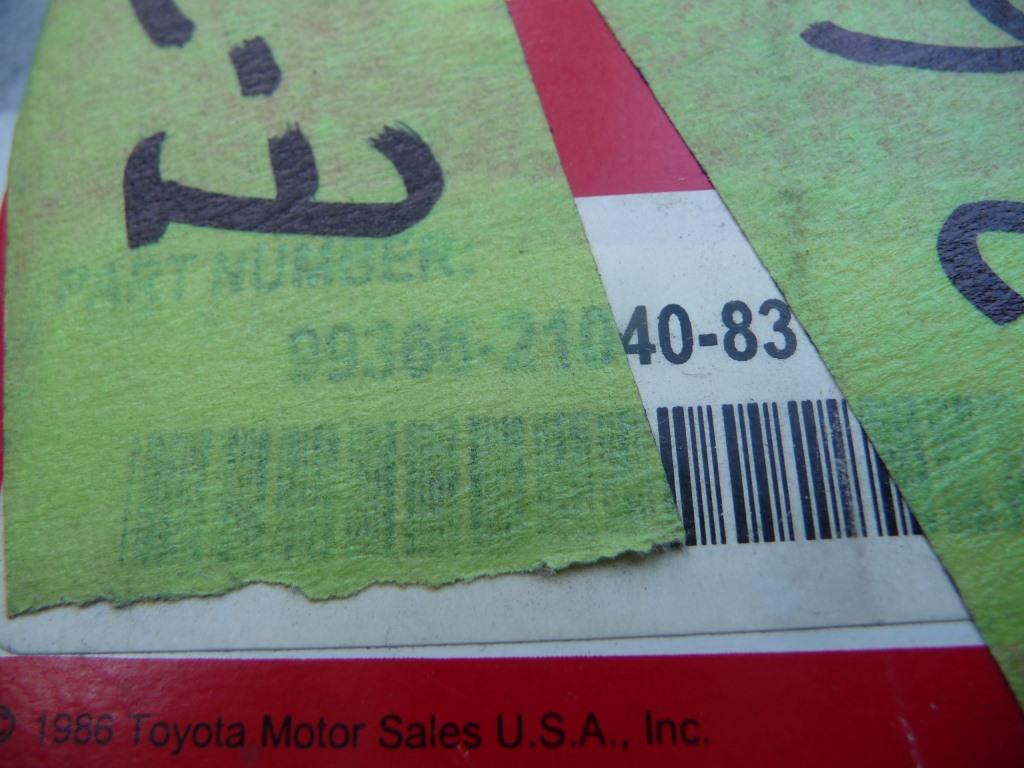 PART NUMBER:
99366-21040-83
© 1986 Toyota Motor Sales U.S.A., Inc.